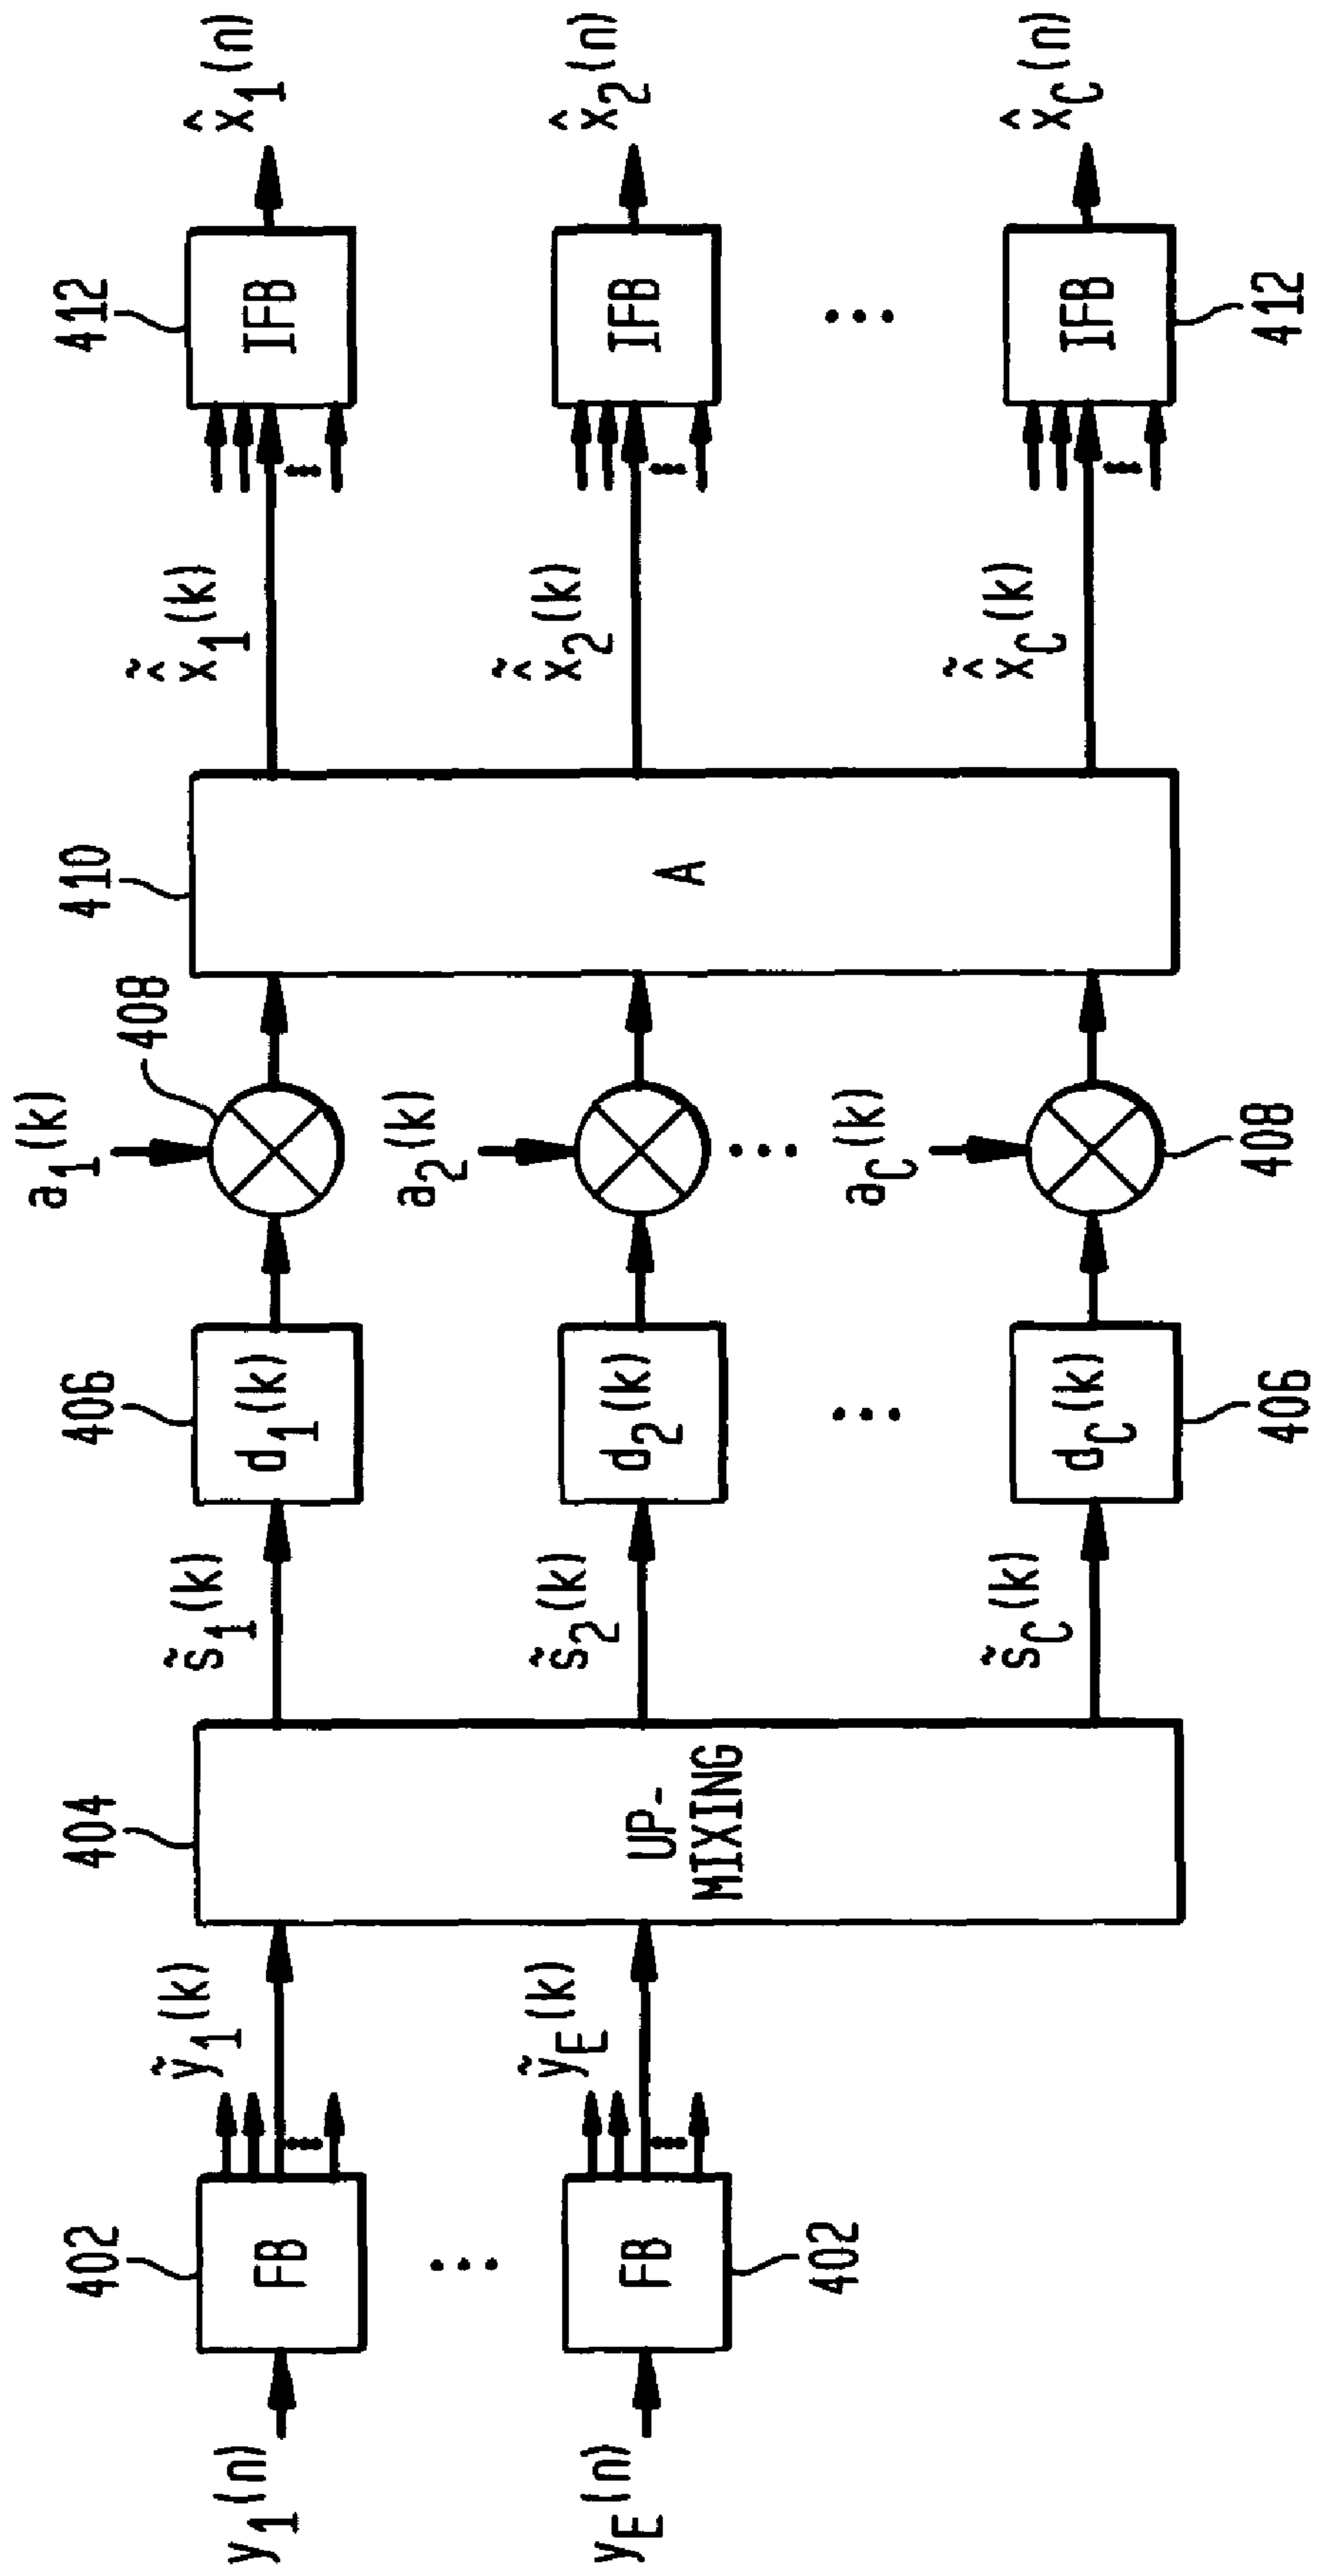 y1(n)
402
FB
ỹ1(k)
404
UP-
MIXING
s̃1(k)
406
d1(k)
a1(k)
408
410
A
x̃̂1(k)
412
IFB
x̂1(n)
yE(n)
FB
402
ỹE(k)
s̃2(k)
d2(k)
a2(k)
x̃̂2(k)
IFB
x̂2(n)
s̃C(k)
dC(k)
406
aC(k)
408
x̃̂C(k)
IFB
412
x̂C(n)